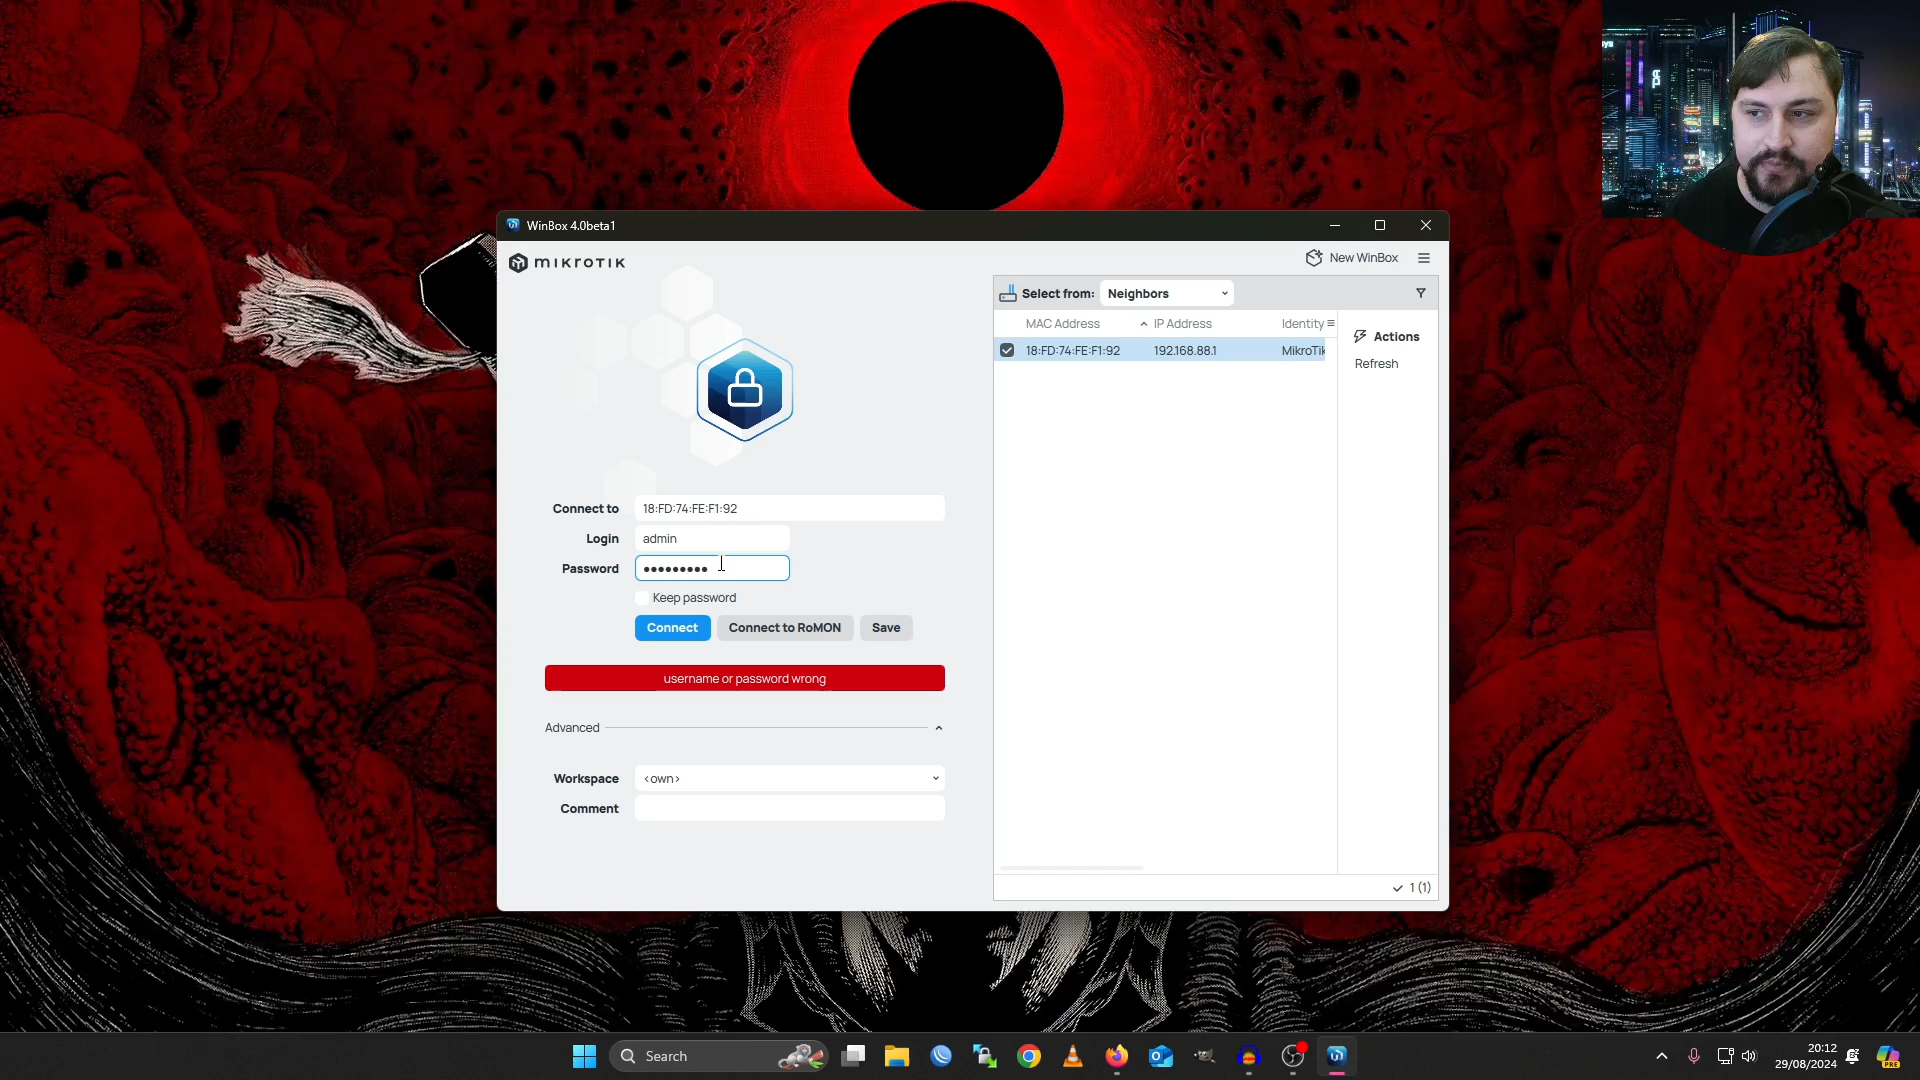 WinBox 4.0beta1
MIKROTIK
New WinBox
Select from: Neighbors
MAC Address IP Address Identity
18:FD:74:FE:F1:92 192.168.88.1 MikroTik
Actions
Refresh
Connect to 18:FD:74:FE:F1:92
Login admin
Password •••••••••
Keep password
Connect Connect to RoMON Save
username or password wrong
Advanced
Workspace <own>
Comment
1 (1)
Search
20:12
29/08/2024
PRE